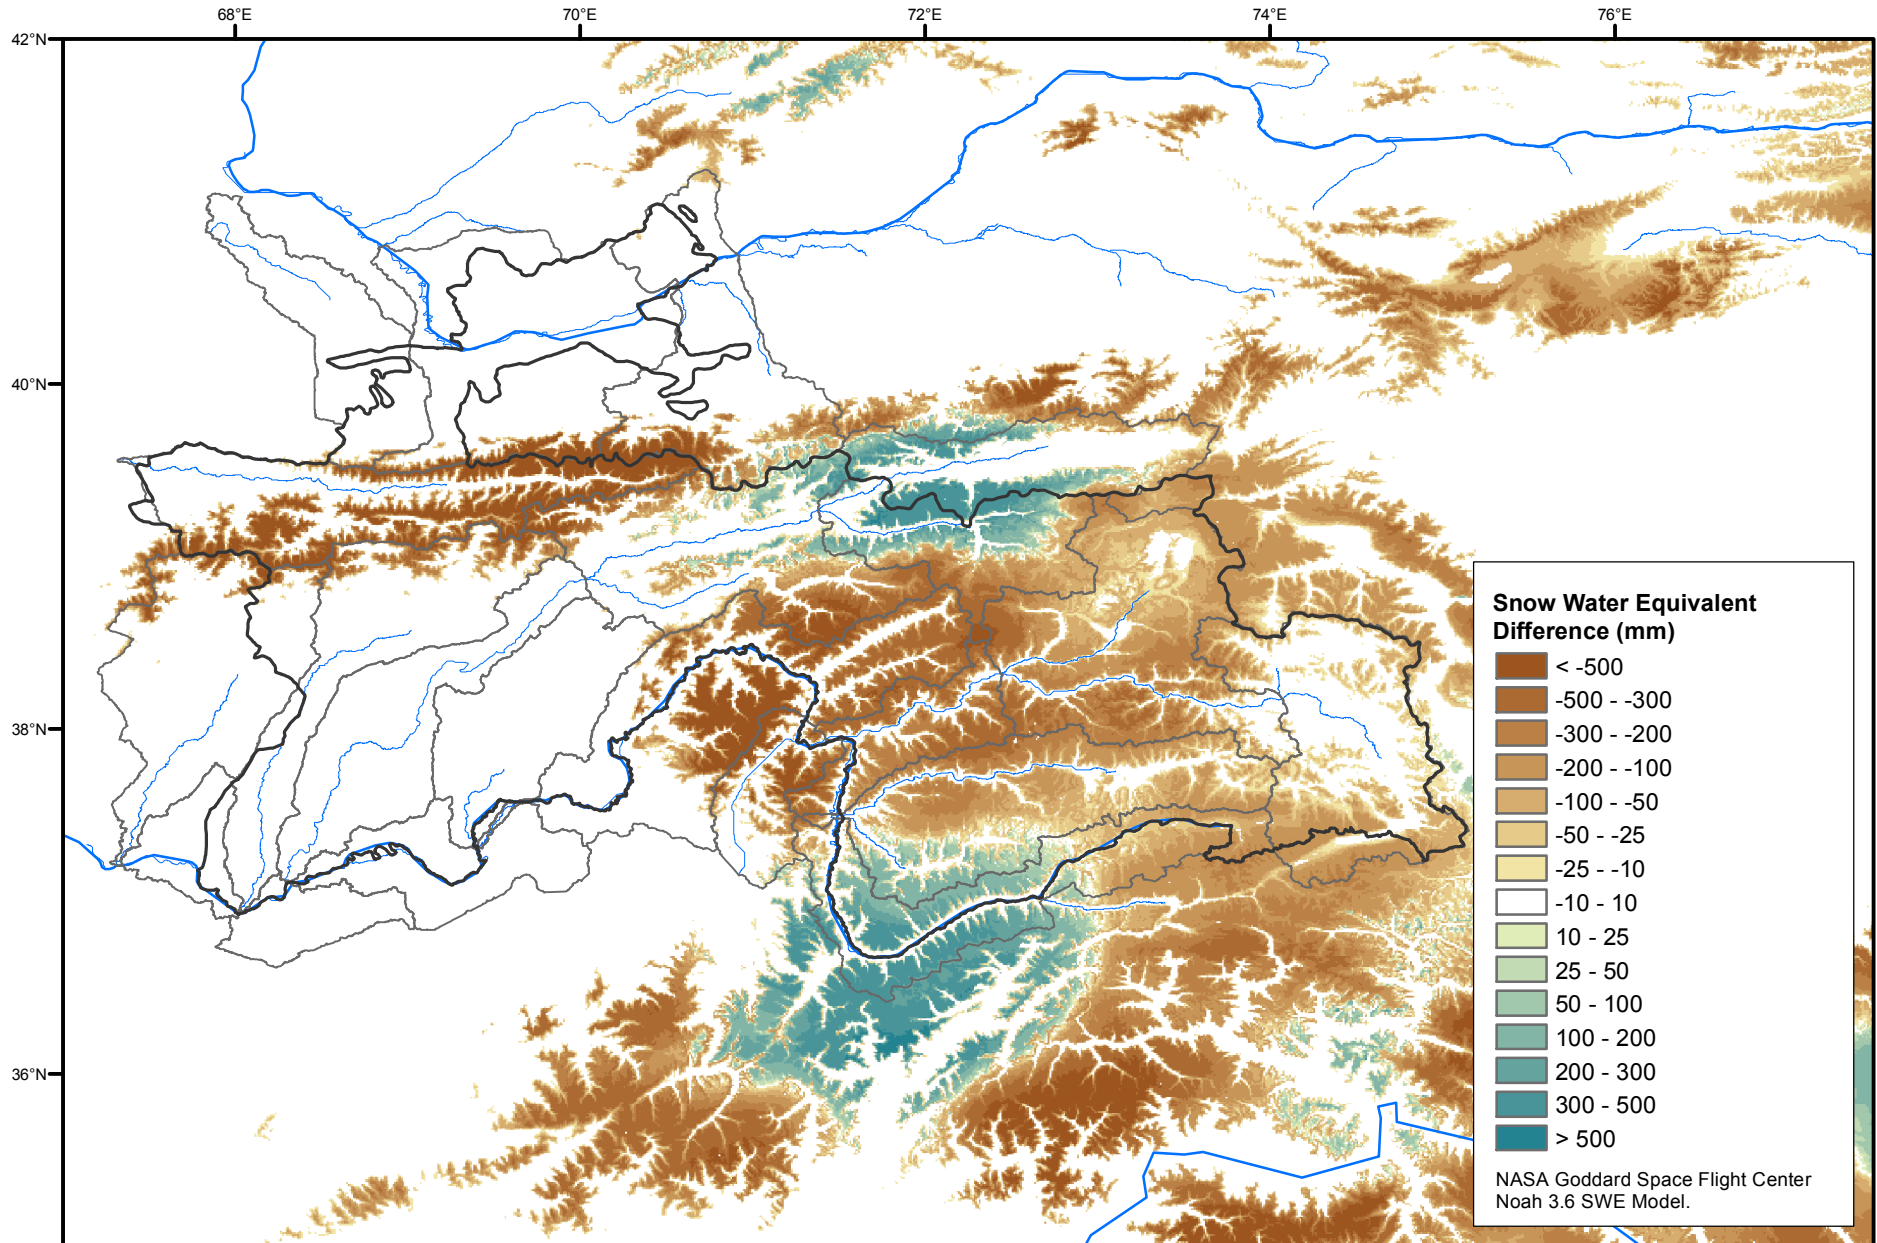 68°E 70°E 72°E 74°E 76°E
42°N
40°N
38°N
36°N
Snow Water Equivalent
Difference (mm)
< -500
-500 - -300
-300 - -200
-200 - -100
-100 - -50
-50 - -25
-25 - -10
-10 - 10
10 - 25
25 - 50
50 - 100
100 - 200
200 - 300
300 - 500
> 500
NASA Goddard Space Flight Center
Noah 3.6 SWE Model.